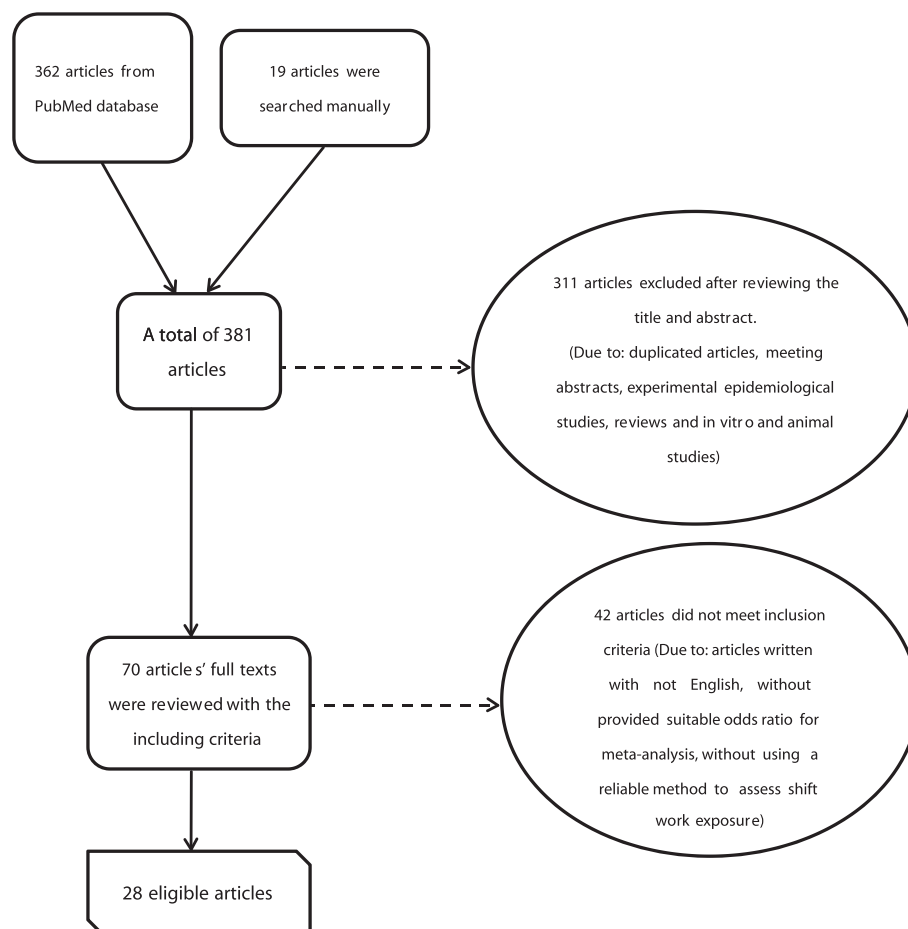 362 articles from
PubMed database
19 articles were
searched manually
A total of 381
articles
311 articles excluded after reviewing the
title and abstract.
(Due to: duplicated articles, meeting
abstracts, experimental epidemiological
studies, reviews and in vitro and animal
studies)
70 articles' full texts
were reviewed with the
including criteria
42 articles did not meet inclusion
criteria (Due to: articles written
with not English, without
provided suitable odds ratio for
meta-analysis, without using a
reliable method to assess shift
work exposure)
28 eligible articles